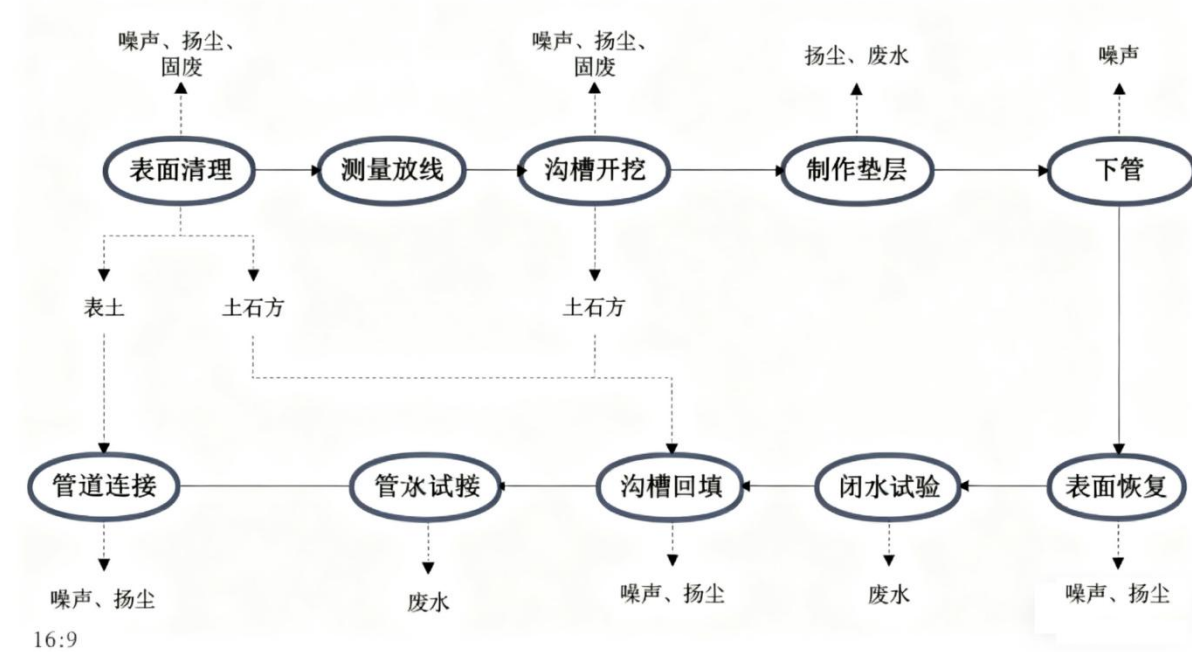 噪声、扬尘、
固废
噪声、扬尘、
固废
扬尘、废水
噪声
表面清理
测量放线
沟槽开挖
制作垫层
下管
表土
土石方
土石方
管道连接
管水试接
沟槽回填
闭水试验
表面恢复
噪声、扬尘
废水
噪声、扬尘
废水
噪声、扬尘
16:9